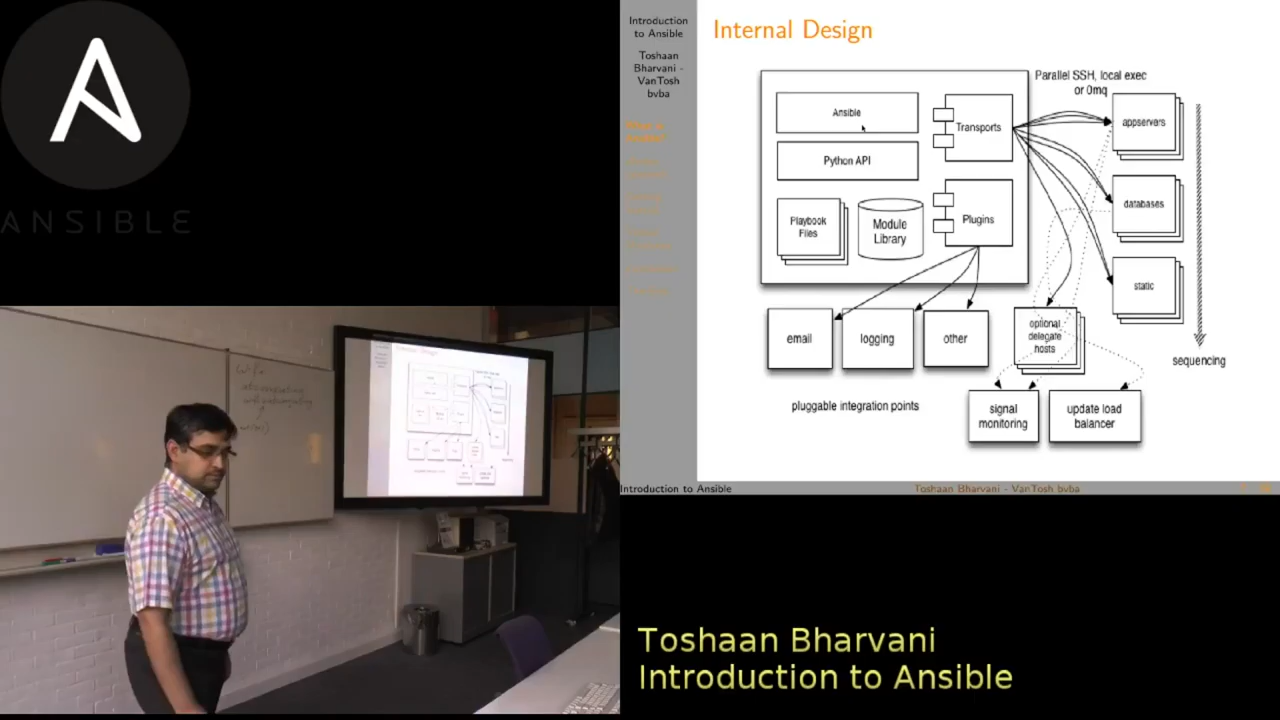 ANSIBLE
Introduction
to Ansible
Toshaan
Bharvani -
VanTosh
bvba
Internal Design
Ansible
Python API
Playbook
Files
Module
Library
Transports
Plugins
Parallel SSH, local exec
or 0mq
appservers
databases
static
sequencing
email
logging
other
optional
delegate
hosts
pluggable integration points
signal
monitoring
update load
balancer
Introduction to Ansible
Toshaan Bharvani - VanTosh bvba
Toshaan Bharvani
Introduction to Ansible